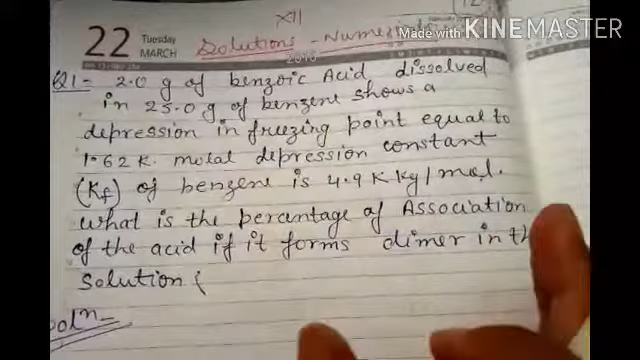 XII
Made with KINEMASTER
22 Tuesday
MARCH
Solutions - Numericals
2016
Q1 - 2.0 g of benzoic Acid dissolved
in 25.0 g of benzene shows a
depression in freezing point equal to
1.62 K. molal depression constant
(Kf) of benzene is 4.9 K kg/mol.
what is the percentage of Association
of the acid if it forms dimer in
solution {
Soln -